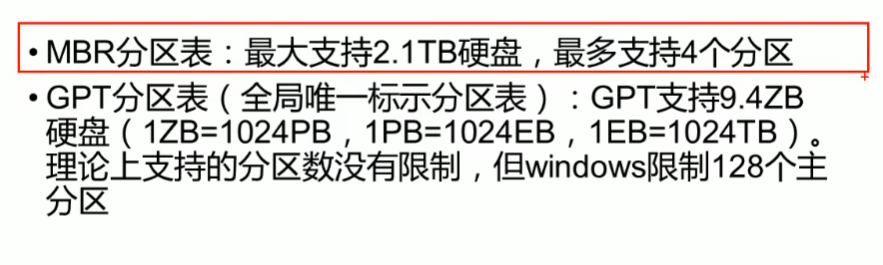 • MBR分区表：最大支持2.1TB硬盘，最多支持4个分区
• GPT分区表（全局唯一标示分区表）：GPT支持9.4ZB
硬盘（1ZB=1024PB，1PB=1024EB，1EB=1024TB）。
理论上支持的分区数没有限制，但windows限制128个主
分区